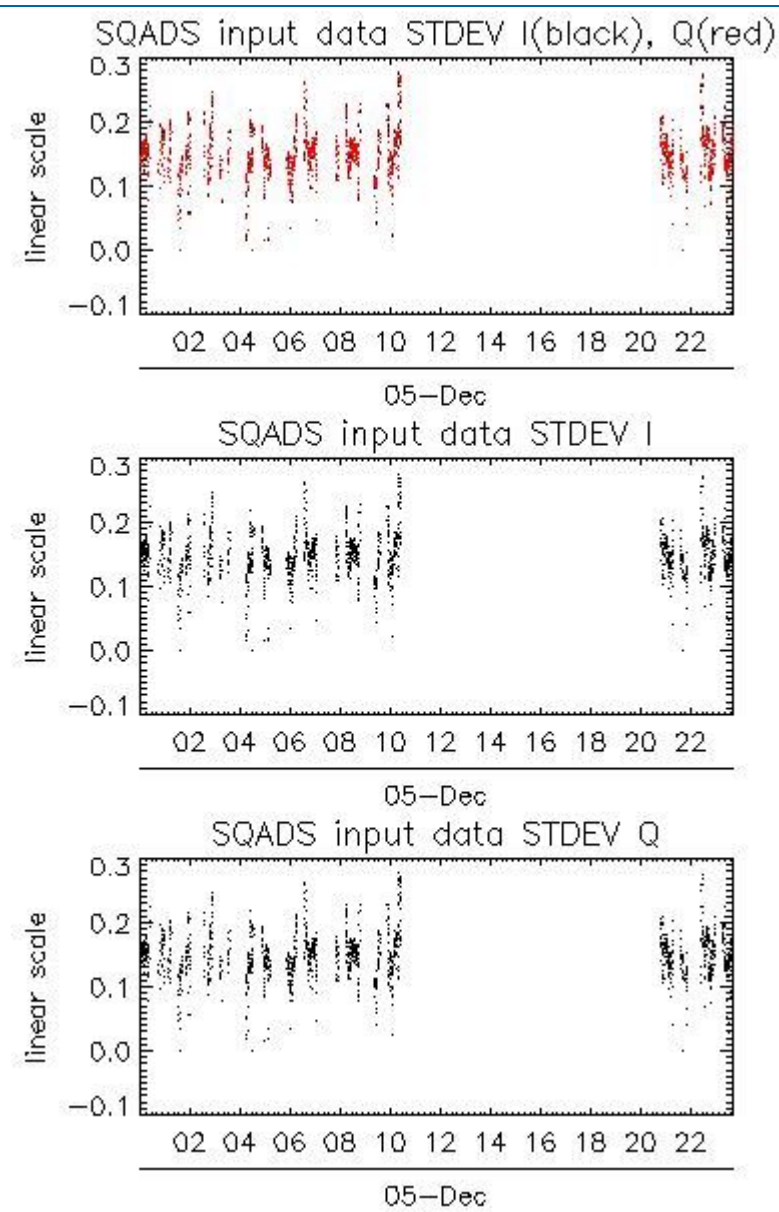 SQADS input data STDEV I(black), Q(red)
0.3
0.2
0.1
0.0
−0.1
linear scale
02 04 06 08 10 12 14 16 18 20 22
05−Dec
SQADS input data STDEV I
0.3
0.2
0.1
0.0
−0.1
linear scale
02 04 06 08 10 12 14 16 18 20 22
05−Dec
SQADS input data STDEV Q
0.3
0.2
0.1
0.0
−0.1
linear scale
02 04 06 08 10 12 14 16 18 20 22
05−Dec